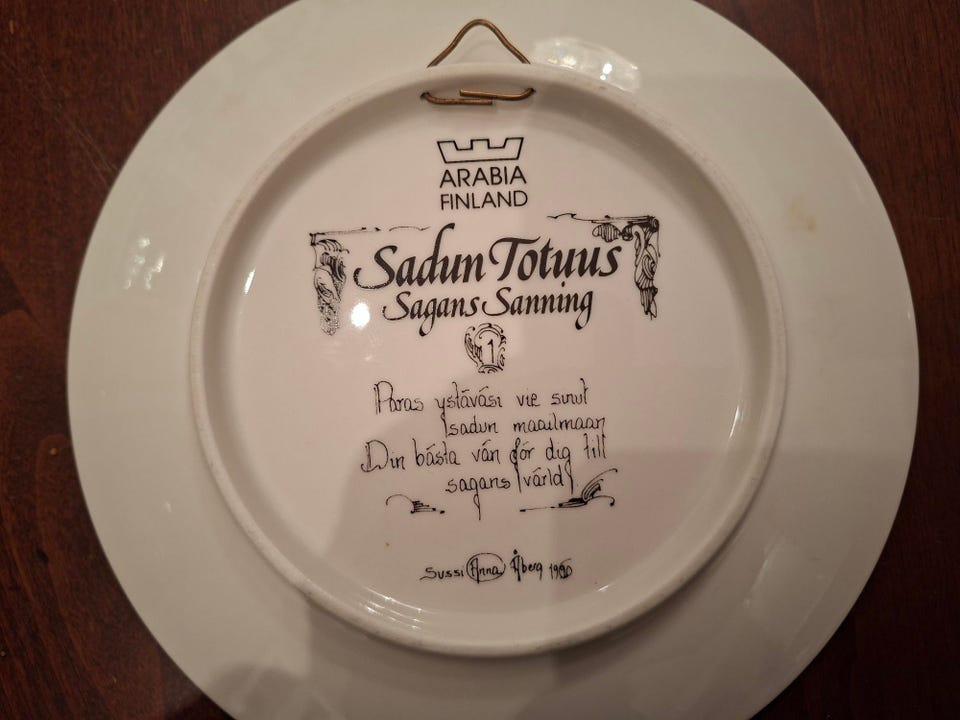 ARABIA
FINLAND
Sadun Totuus
Sagans Sanning
1
Paras ystäväsi vie sinut
sadun maailmaan
Din bästa vän för dig till
sagans värld
Sussi Anna Åberg 1990